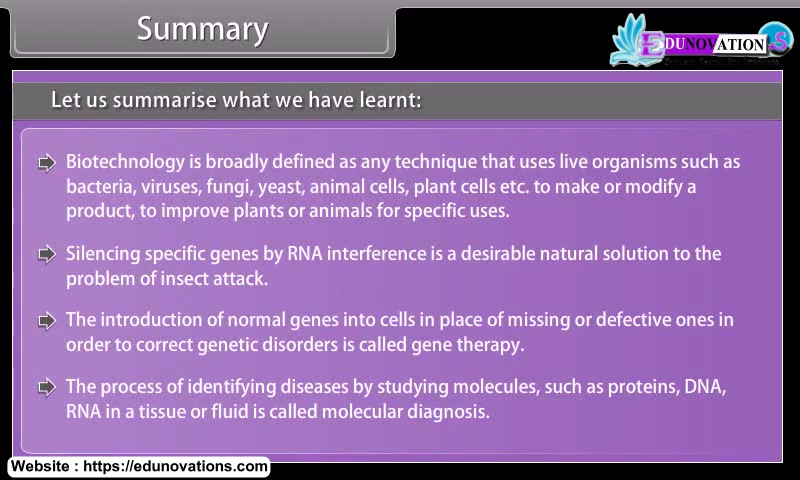 Summary
EDUNOVATION.S
Let us summarise what we have learnt:
Biotechnology is broadly defined as any technique that uses live organisms such as
bacteria, viruses, fungi, yeast, animal cells, plant cells etc. to make or modify a
product, to improve plants or animals for specific uses.
Silencing specific genes by RNA interference is a desirable natural solution to the
problem of insect attack.
The introduction of normal genes into cells in place of missing or defective ones in
order to correct genetic disorders is called gene therapy.
The process of identifying diseases by studying molecules, such as proteins, DNA,
RNA in a tissue or fluid is called molecular diagnosis.
Website : https://edunovations.com